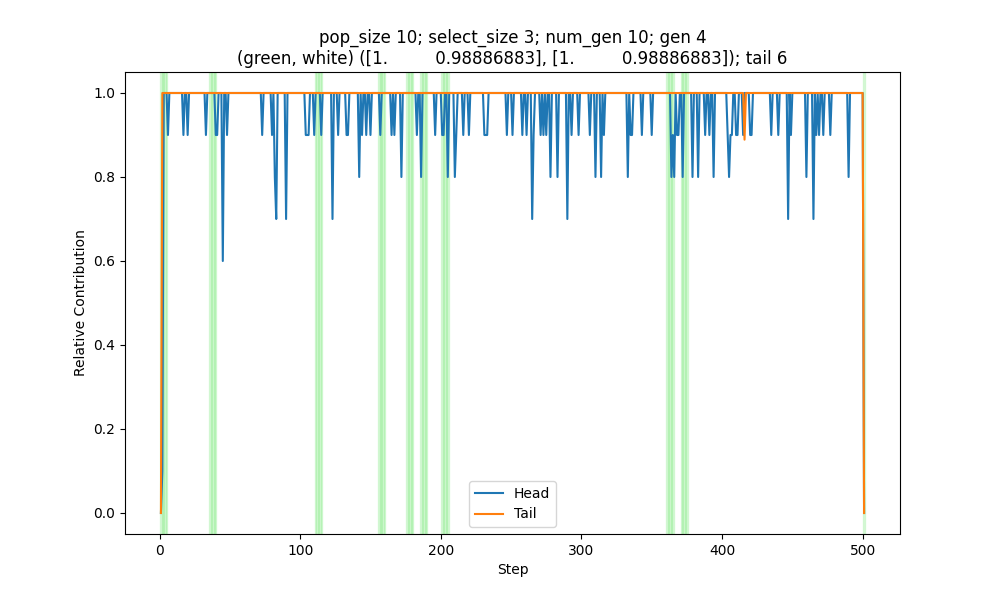 pop_size 10; select_size 3; num_gen 10; gen 4
(green, white) ([1.         0.98886883], [1.         0.98886883]); tail 6
1.0
0.8
0.6
0.4
0.2
0.0
Relative Contribution
Head
Tail
0 100 200 300 400 500
Step